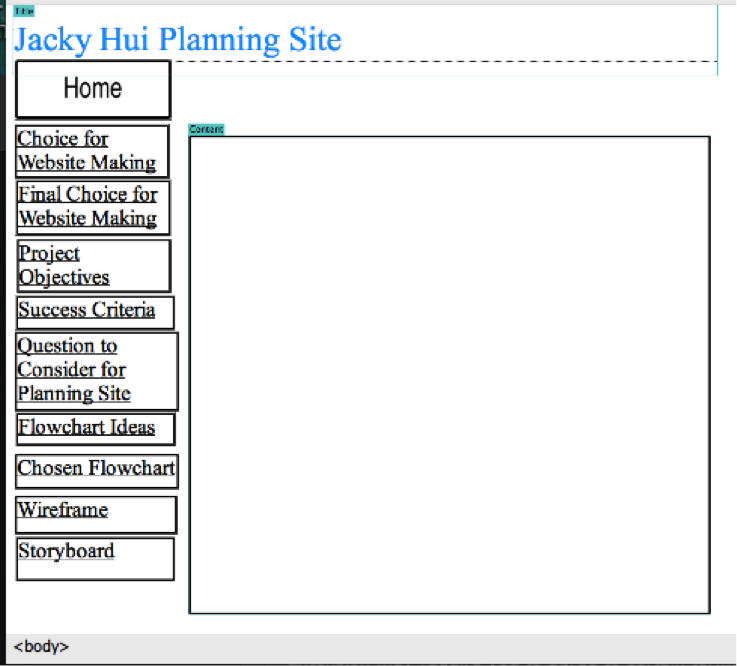 Title
Jacky Hui Planning Site
Home
Content
Choice for
Website Making
Final Choice for
Website Making
Project
Objectives
Success Criteria
Question to
Consider for
Planning Site
Flowchart Ideas
Chosen Flowchart
Wireframe
Storyboard
<body>